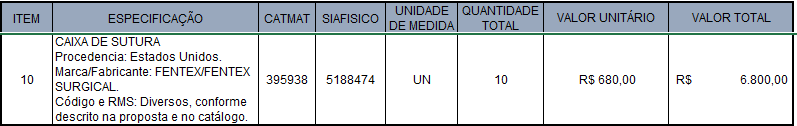 ITEM ESPECIFICAÇÃO CATMAT SIAFISICO UNIDADE DE MEDIDA QUANTIDADE TOTAL VALOR UNITÁRIO VALOR TOTAL
10 395938 5188474 UN 10 R$ 680,00 R$ 6.800,00
CAIXA DE SUTURA
Procedencia: Estados Unidos.
Marca/Fabricante: FENTEX/FENTEX
SURGICAL.
Código e RMS: Diversos, conforme
descrito na proposta e no catálogo.